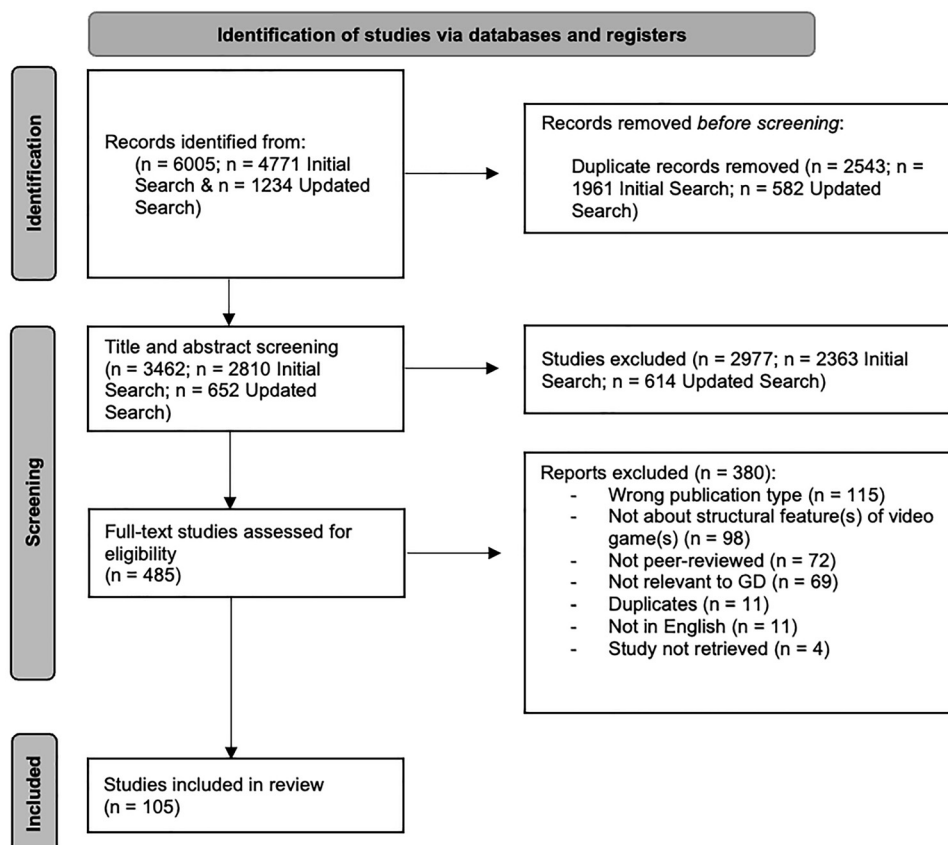 Identification of studies via databases and registers
Identification
Records identified from:
(n = 6005; n = 4771 Initial
Search & n = 1234 Updated
Search)
Records removed before screening:
Duplicate records removed (n = 2543; n =
1961 Initial Search; n = 582 Updated
Search)
Screening
Title and abstract screening
(n = 3462; n = 2810 Initial
Search; n = 652 Updated
Search)
Studies excluded (n = 2977; n = 2363 Initial
Search; n = 614 Updated Search)
Full-text studies assessed for
eligibility
(n = 485)
Reports excluded (n = 380):
- Wrong publication type (n = 115)
- Not about structural feature(s) of video
game(s) (n = 98)
- Not peer-reviewed (n = 72)
- Not relevant to GD (n = 69)
- Duplicates (n = 11)
- Not in English (n = 11)
- Study not retrieved (n = 4)
Included
Studies included in review
(n = 105)